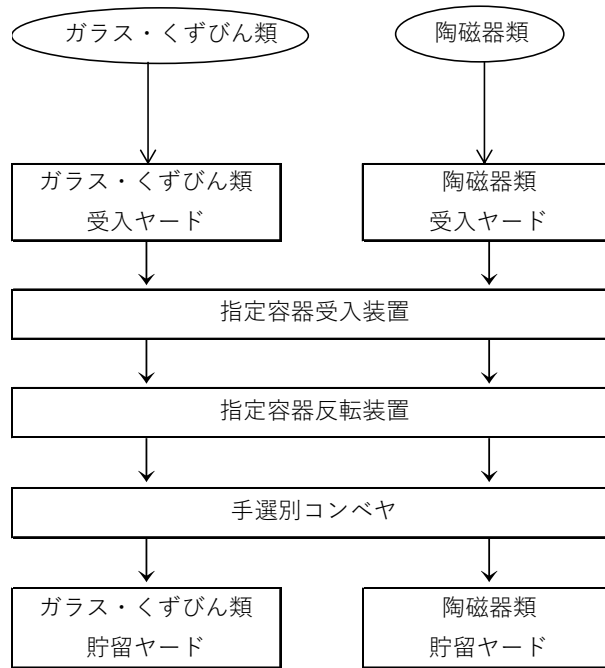 ガラス・くずびん類
陶磁器類
ガラス・くずびん類
受入ヤード
陶磁器類
受入ヤード
指定容器受入装置
指定容器反転装置
手選別コンベヤ
ガラス・くずびん類
貯留ヤード
陶磁器類
貯留ヤード